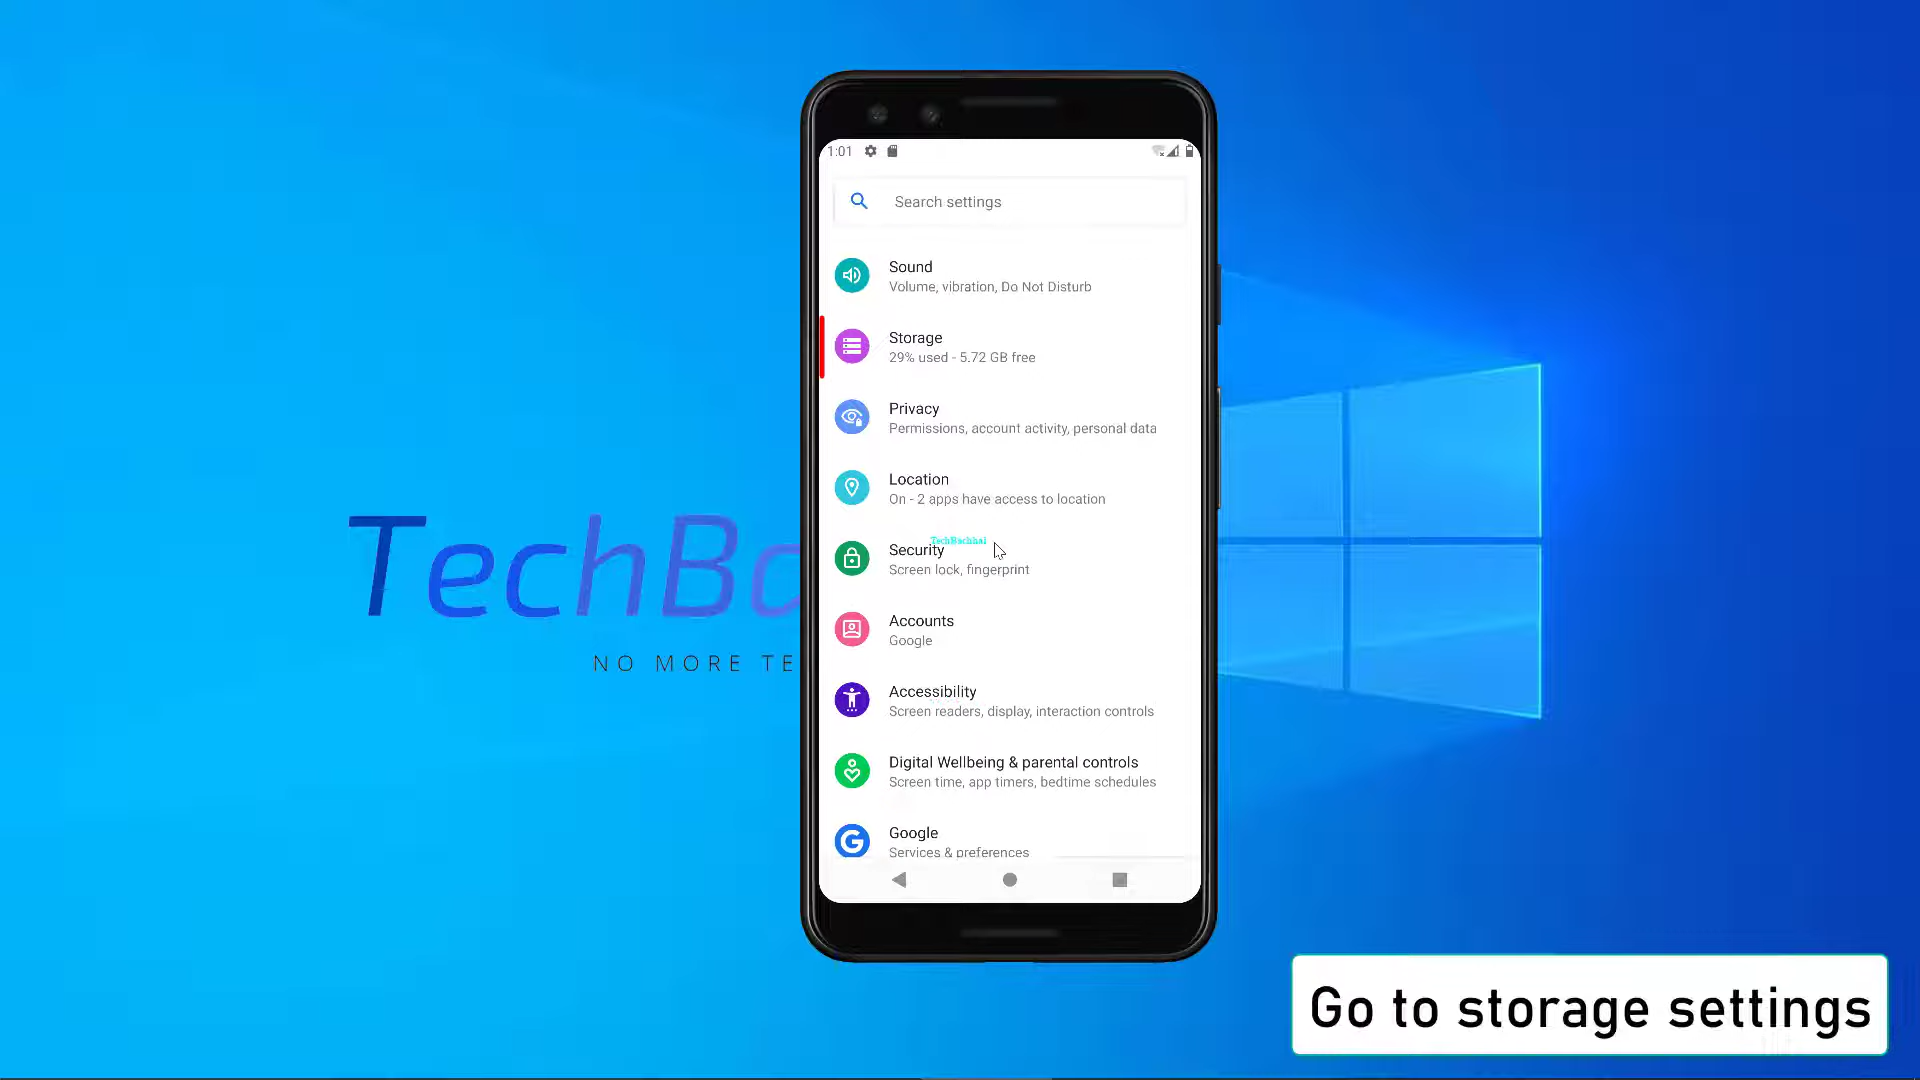 1:01
Search settings
Sound
Volume, vibration, Do Not Disturb
Storage
29% used - 5.72 GB free
Privacy
Permissions, account activity, personal data
Location
On - 2 apps have access to location
TechBachhai
Security
Screen lock, fingerprint
Accounts
Google
Accessibility
Screen readers, display, interaction controls
Digital Wellbeing & parental controls
Screen time, app timers, bedtime schedules
Google
Services & preferences
TechBa
NO MORE TE
Go to storage settings